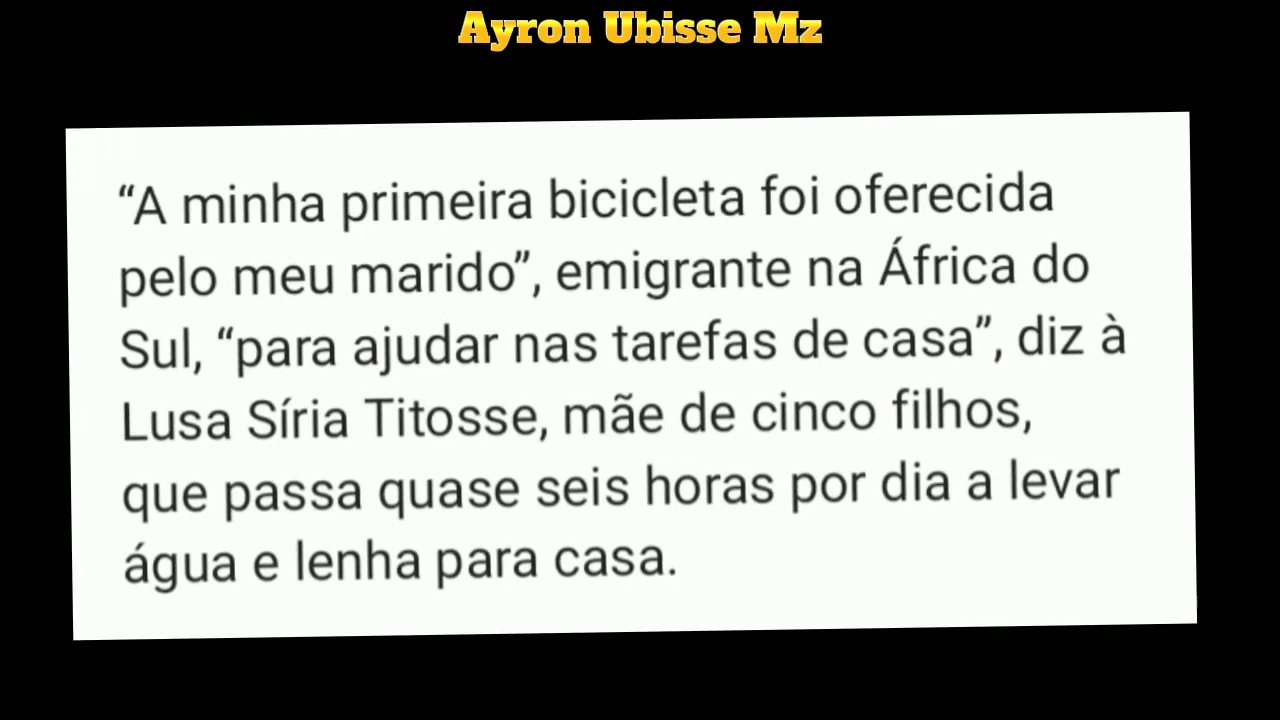 Ayron Ubisse Mz
“A minha primeira bicicleta foi oferecida
pelo meu marido”, emigrante na África do
Sul, “para ajudar nas tarefas de casa”, diz à
Lusa Síria Titosse, mãe de cinco filhos,
que passa quase seis horas por dia a levar
água e lenha para casa.